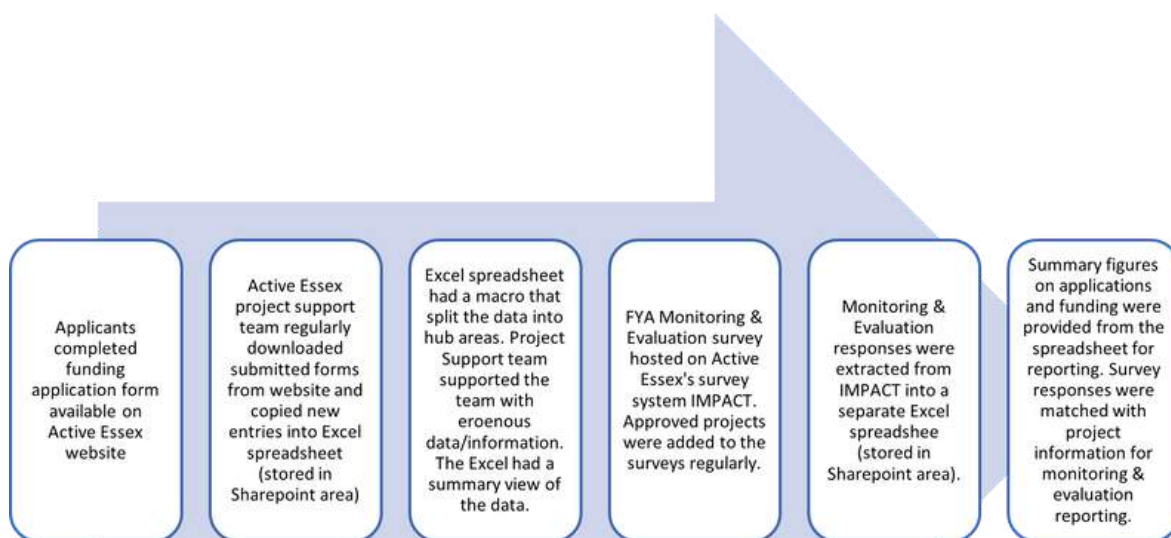 Applicants
completed
funding
application form
available on
Active Essex
website
Active Essex
project support
team regularly
downloaded
submitted forms
from website and
copied new
entries into Excel
spreadsheet
(stored in
Sharepoint area)
Excel spreadsheet
had a macro that
split the data into
hub areas. Project
Support team
supported the
team with
eroenous
data/information.
The Excel had a
summary view of
the data.
FYA Monitoring &
Evaluation survey
hosted on Active
Essex's survey
system IMPACT.
Approved projects
were added to the
surveys regularly.
Monitoring &
Evaluation
responses were
extracted from
IMPACT into a
separate Excel
spreadshee
(stored in
Sharepoint area).
Summary figures
on applications
and funding were
provided from the
spreadsheet for
reporting. Survey
responses were
matched with
project
information for
monitoring &
evaluation
reporting.